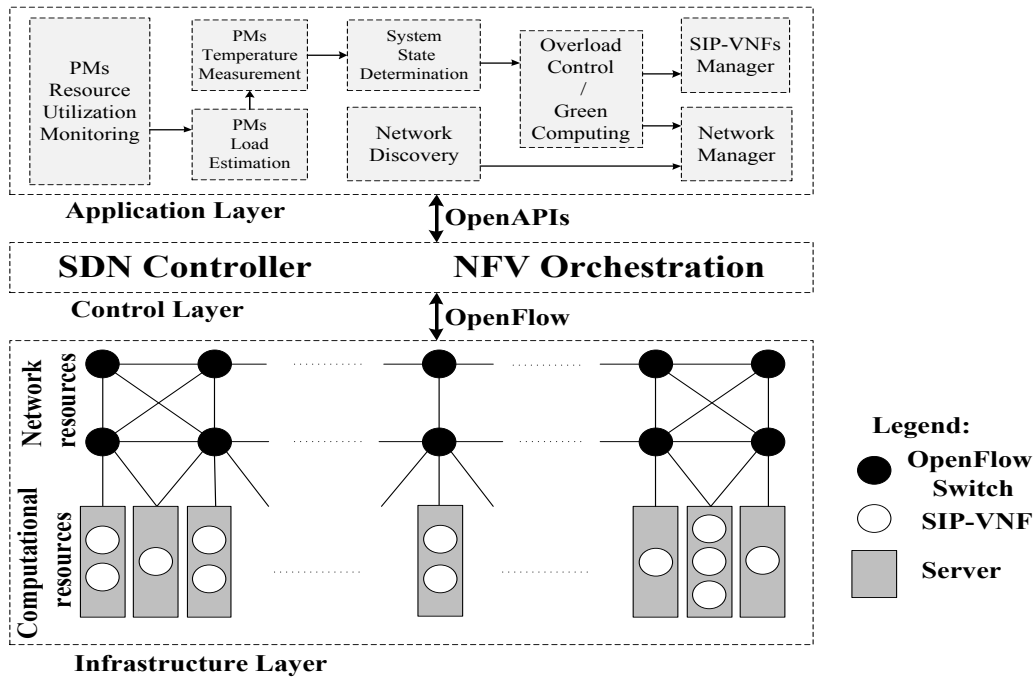 PMs
Resource
Utilization
Monitoring
PMs
Temperature
Measurement
PMs
Load
Estimation
System
State
Determination
Network
Discovery
Overload
Control
/
Green
Computing
SIP-VNFs
Manager
Network
Manager
Application Layer
OpenAPIs
SDN Controller
NFV Orchestration
Control Layer
OpenFlow
Network
resources
Computational
resources
Infrastructure Layer
Legend:
OpenFlow
Switch
SIP-VNF
Server